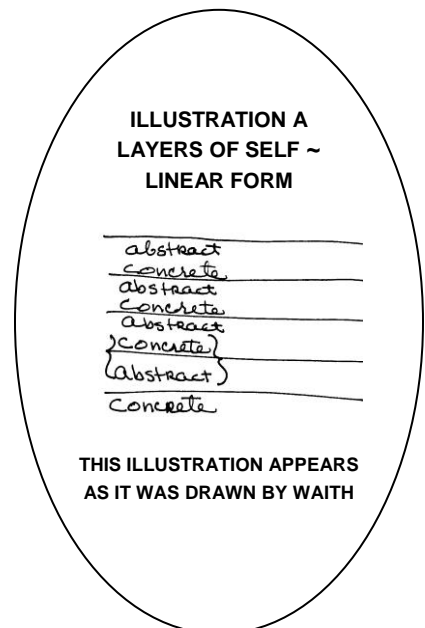 ILLUSTRATION A
LAYERS OF SELF ~
LINEAR FORM
abstract
concrete
abstract
concrete
abstract
}concrete}
{abstract}
concrete
THIS ILLUSTRATION APPEARS
AS IT WAS DRAWN BY WAITH